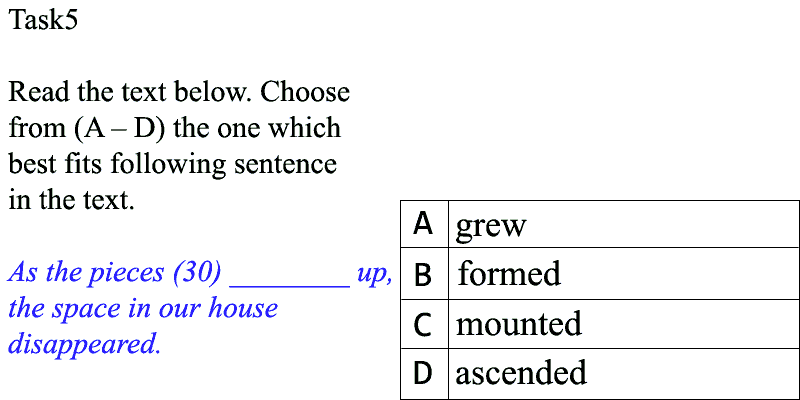 Task5
Read the text below. Choose
from (A – D) the one which
best fits following sentence
in the text.
As the pieces (30) ________ up,
the space in our house
disappeared.
A grew
B formed
C mounted
D ascended